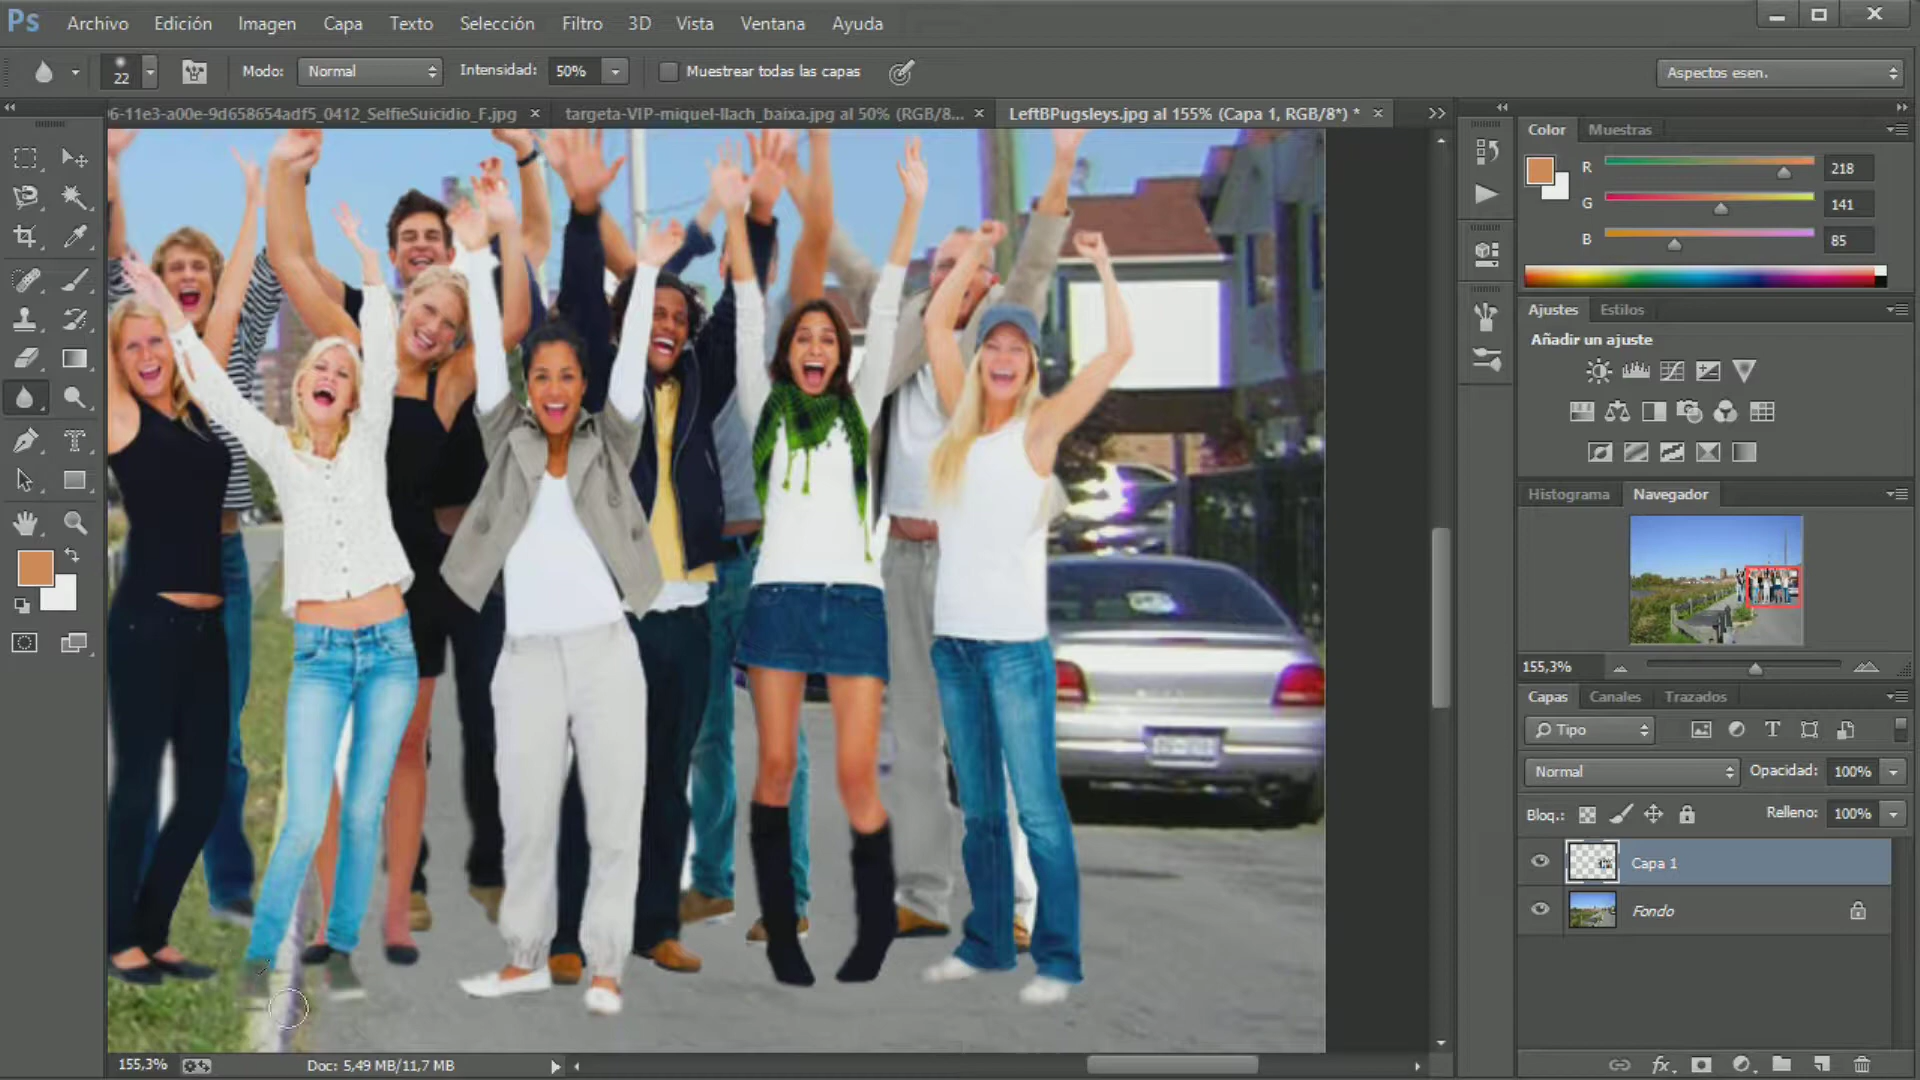 Ps Archivo Edición Imagen Capa Texto Selección Filtro 3D Vista Ventana Ayuda
22 Modo: Normal Intensidad: 50% Muestrear todas las capas Aspectos esen.
06-11e3-a00e-9d658654adf5_0412_SelfieSuicidio_F.jpg targeta-VIP-miquel-llach_baixa.jpg al 50% (RGB/8... LeftBPugsleys.jpg al 155% (Capa 1, RGB/8*) *
Color Muestras
R 218
G 141
B 85
Ajustes Estilos
Añadir un ajuste
Histograma Navegador
155,3%
Capas Canales Trazados
Tipo
Normal Opacidad: 100%
Bloq.: Relleno: 100%
Capa 1
Fondo
155,3% Doc: 5,49 MB/11,7 MB